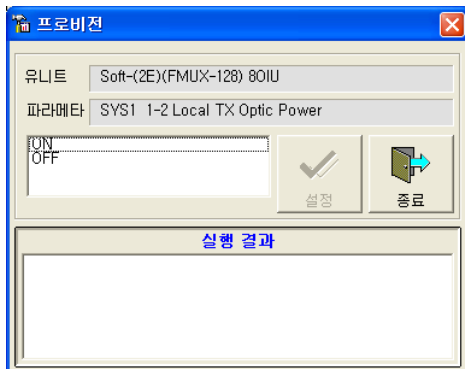 프로비전
유니트 Soft-(2E)(FMUX-128) 8OIU
파라메타 SYS1 1-2 Local TX Optic Power
ON
OFF
설정
종료
실행 결과